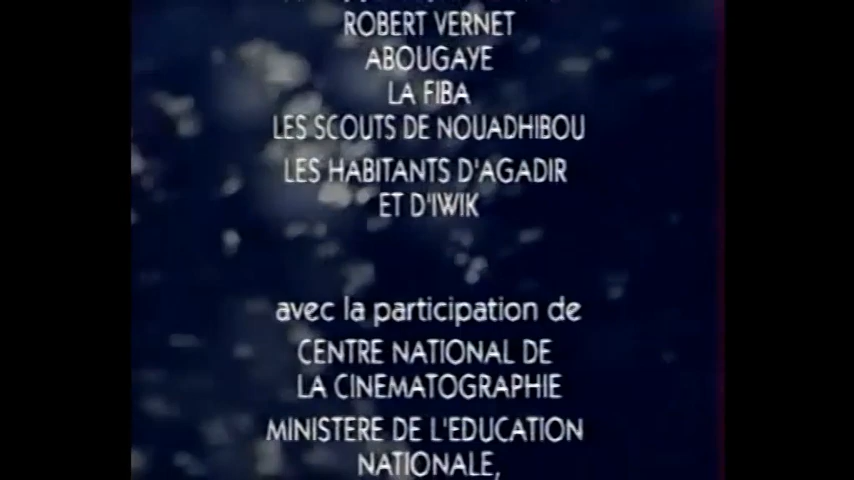 ROBERT VERNET
ABOUGAYE
LA FIBA
LES SCOUTS DE NOUADHIBOU
LES HABITANTS D'AGADIR
ET D'IWIK
avec la participation de
CENTRE NATIONAL DE
LA CINEMATOGRAPHIE
MINISTERE DE L'EDUCATION
NATIONALE,